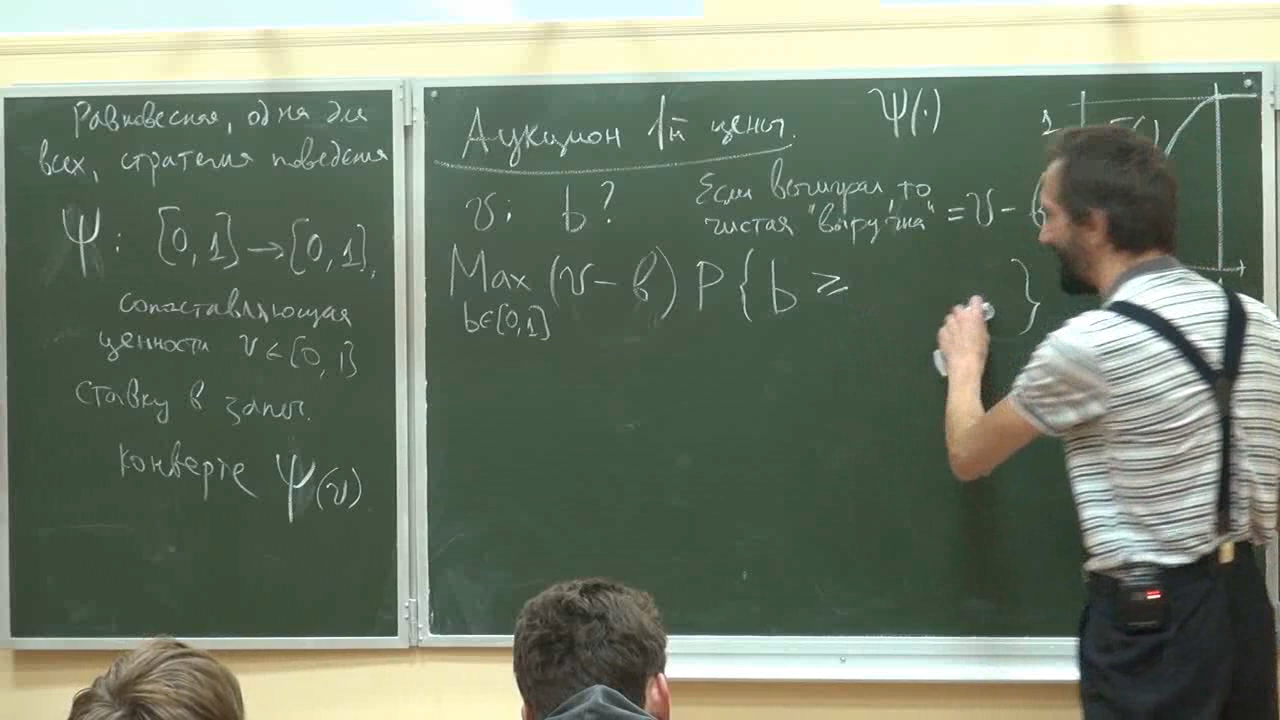 Равновесная, одна для
всех, стратегия поведения
Ψ : [0,1] → [0,1],
сопоставляющая
ценности v ∈ [0,1]
ставку в запеч.
конверте Ψ(v)
Аукцион 1й цены.
Ψ(·)
v; b?
Если выиграл, то
чистая "выручка" = v –
Max (v – b) P { b ≥ }
b∈[0,1]
1